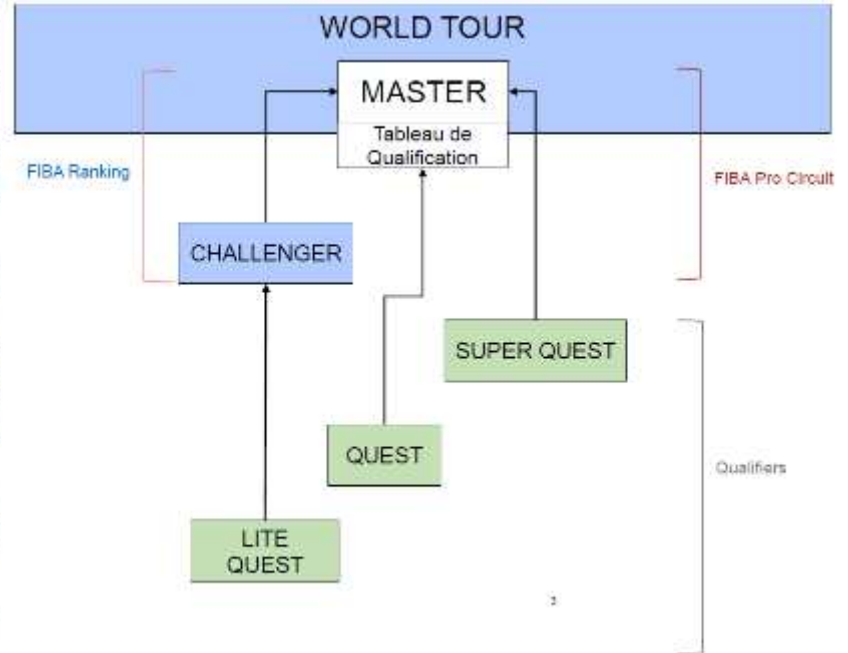 WORLD TOUR
MASTER
Tableau de
Qualification
FIBA Ranking
FIBA Pro Circuit
CHALLENGER
SUPER QUEST
QUEST
Qualifiers
LITE
QUEST